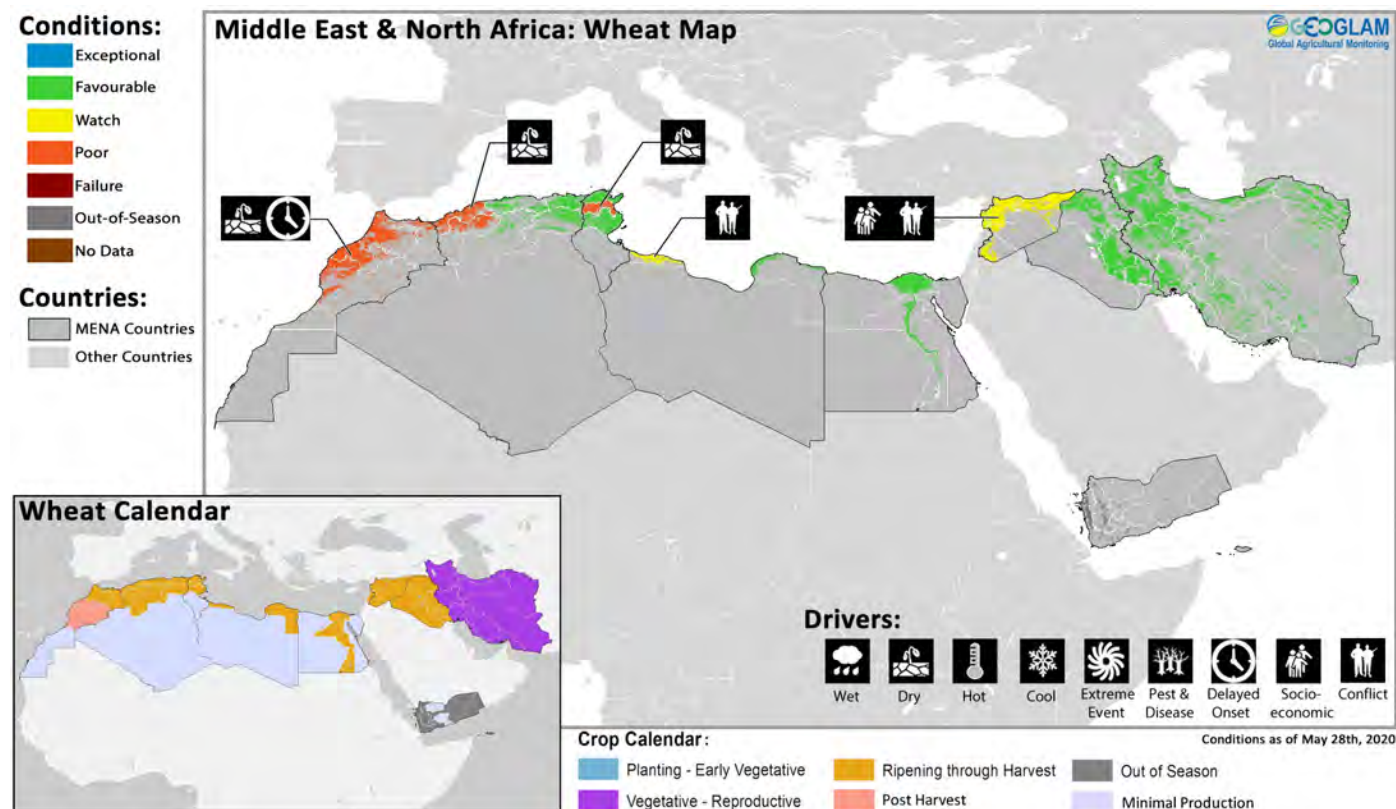 Conditions:
Exceptional
Favourable
Watch
Poor
Failure
Out-of-Season
No Data
Countries:
MENA Countries
Other Countries
Middle East & North Africa: Wheat Map
GEOGLAM
Global Agricultural Monitoring
Wheat Calendar
Drivers:
Wet
Dry
Hot
Cool
Extreme
Event
Pest &
Disease
Delayed
Onset
Socio-
economic
Conflict
Conditions as of May 28th, 2020
Crop Calendar:
Planting - Early Vegetative
Ripening through Harvest
Out of Season
Vegetative - Reproductive
Post Harvest
Minimal Production